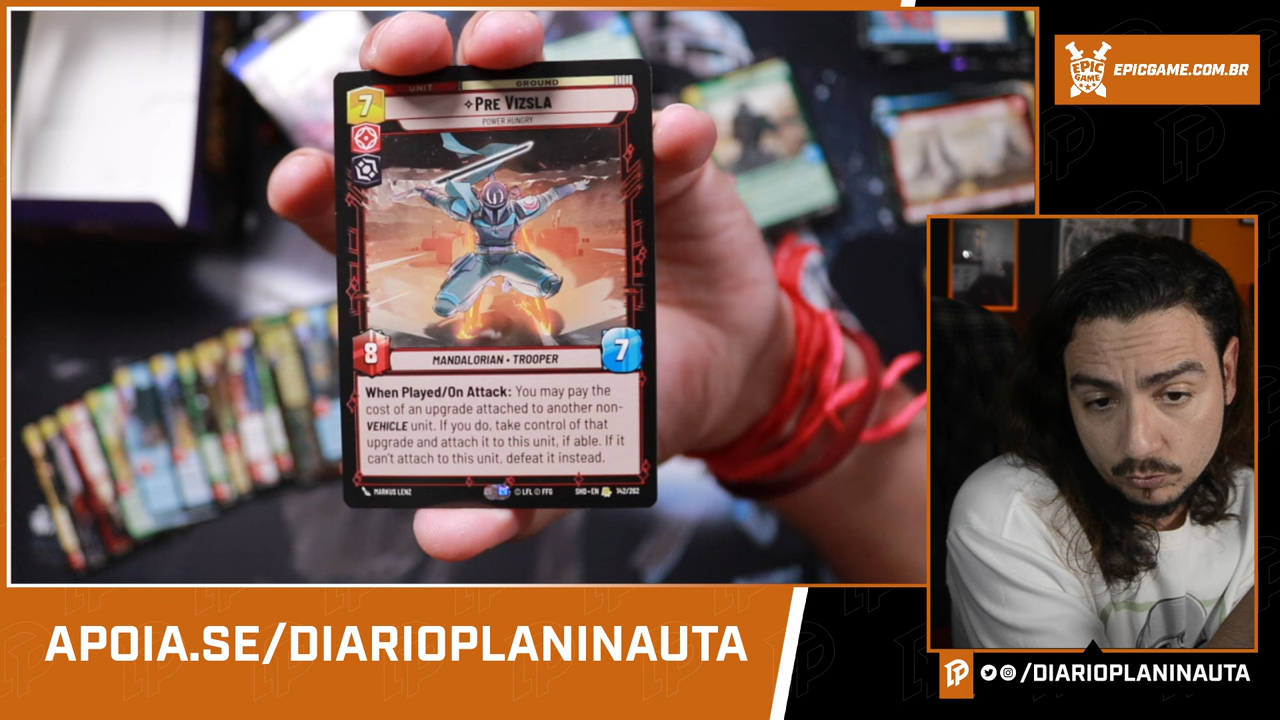 UNIT
GROUND
7
PRE VIZSLA
POWER HUNGRY
8
MANDALORIAN • TROOPER
7
When Played/On Attack: You may pay the
cost of an upgrade attached to another non-
VEHICLE unit. If you do, take control of that
upgrade and attach it to this unit, if able. If it
can't attach to this unit, defeat it instead.
MARKUS LENZ
© LFL © FFG
SHD • EN
142/262
EPIC
GAME
EPICGAME.COM.BR
APOIA.SE/DIARIOPLANINAUTA
/DIARIOPLANINAUTA